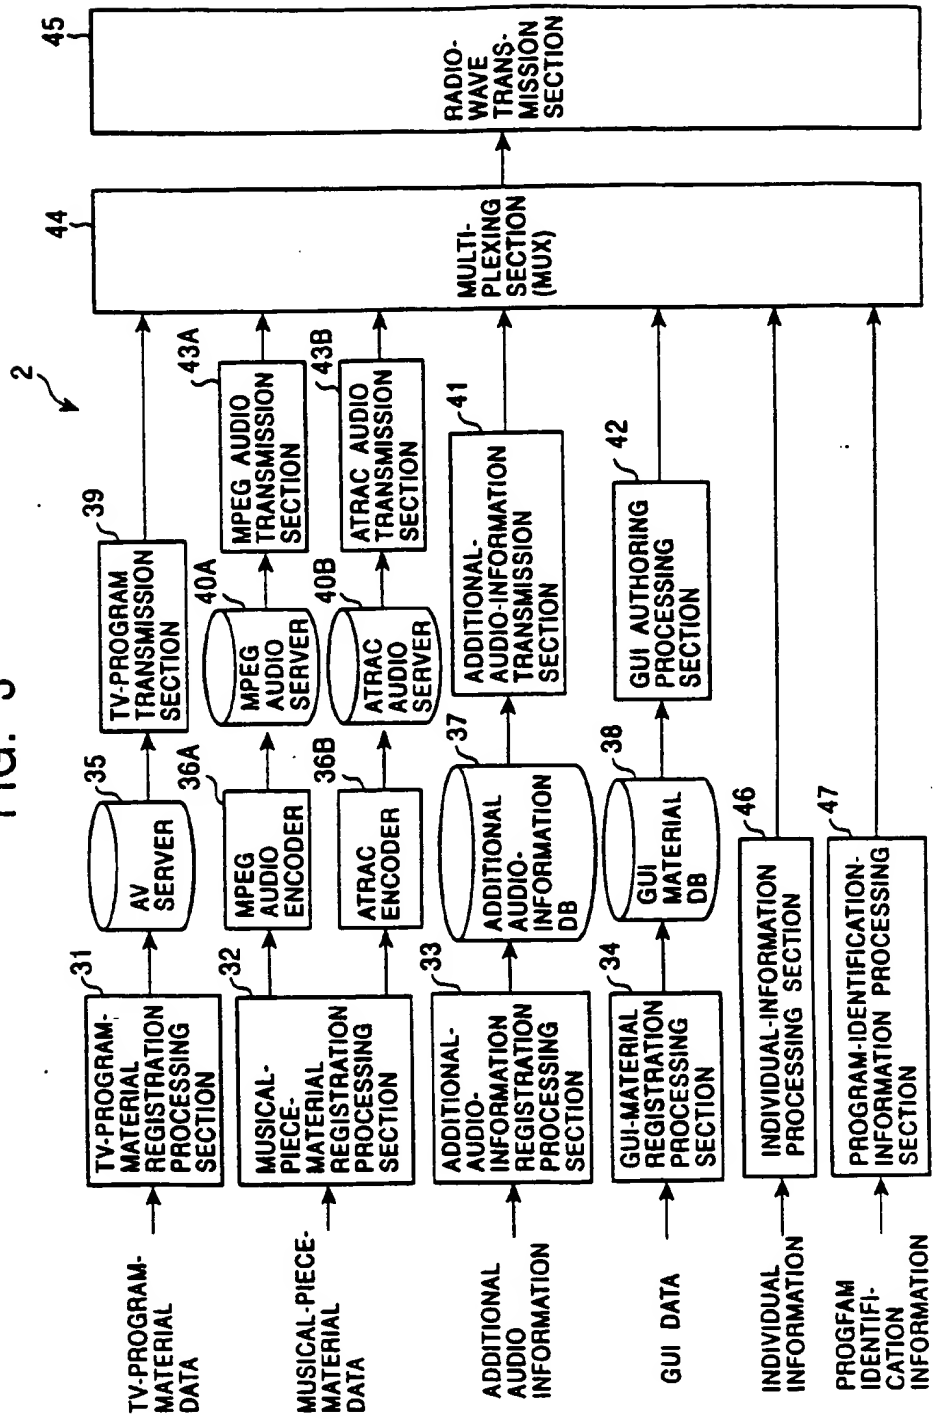 FIG. 3
2
TV-PROGRAM-
MATERIAL
DATA
31
TV-PROGRAM-
MATERIAL
REGISTRATION
PROCESSING
SECTION
35
AV
SERVER
39
TV-PROGRAM
TRANSMISSION
SECTION
MUSICAL-PIECE-
MATERIAL
DATA
32
MUSICAL-
PIECE-
MATERIAL
REGISTRATION
PROCESSING
SECTION
36A
MPEG
AUDIO
ENCODER
40A
MPEG
AUDIO
SERVER
43A
MPEG AUDIO
TRANSMISSION
SECTION
36B
ATRAC
ENCODER
40B
ATRAC
AUDIO
SERVER
43B
ATRAC AUDIO
TRANSMISSION
SECTION
ADDITIONAL
AUDIO
INFORMATION
33
ADDITIONAL-
AUDIO-
INFORMATION
REGISTRATION
PROCESSING
SECTION
37
ADDITIONAL
AUDIO-
INFORMATION
DB
41
ADDITIONAL-
AUDIO-INFORMATION
TRANSMISSION
SECTION
GUI DATA
34
GUI-MATERIAL
REGISTRATION
PROCESSING
SECTION
38
GUI
MATERIAL
DB
42
GUI AUTHORING
PROCESSING
SECTION
INDIVIDUAL
INFORMATION
46
INDIVIDUAL-INFORMATION
PROCESSING SECTION
PROGFAM
IDENTIFI-
CATION
INFORMATION
47
PROGRAM-IDENTIFICATION-
INFORMATION PROCESSING
SECTION
44
MULTI-
PLEXING
SECTION
(MUX)
45
RADIO-
WAVE
TRANS-
MISSION
SECTION